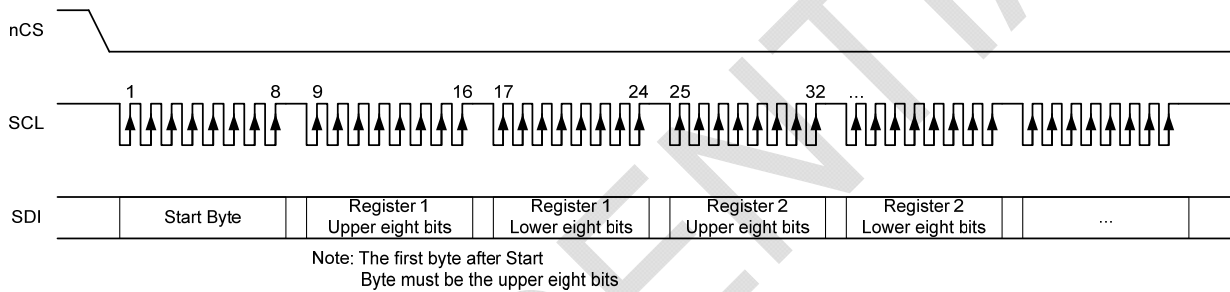 nCS
1 8 9 16 17 24 25 32 ...
SCL
SDI
Start Byte
Register 1
Upper eight bits
Register 1
Lower eight bits
Register 2
Upper eight bits
Register 2
Lower eight bits
...
Note: The first byte after Start
Byte must be the upper eight bits